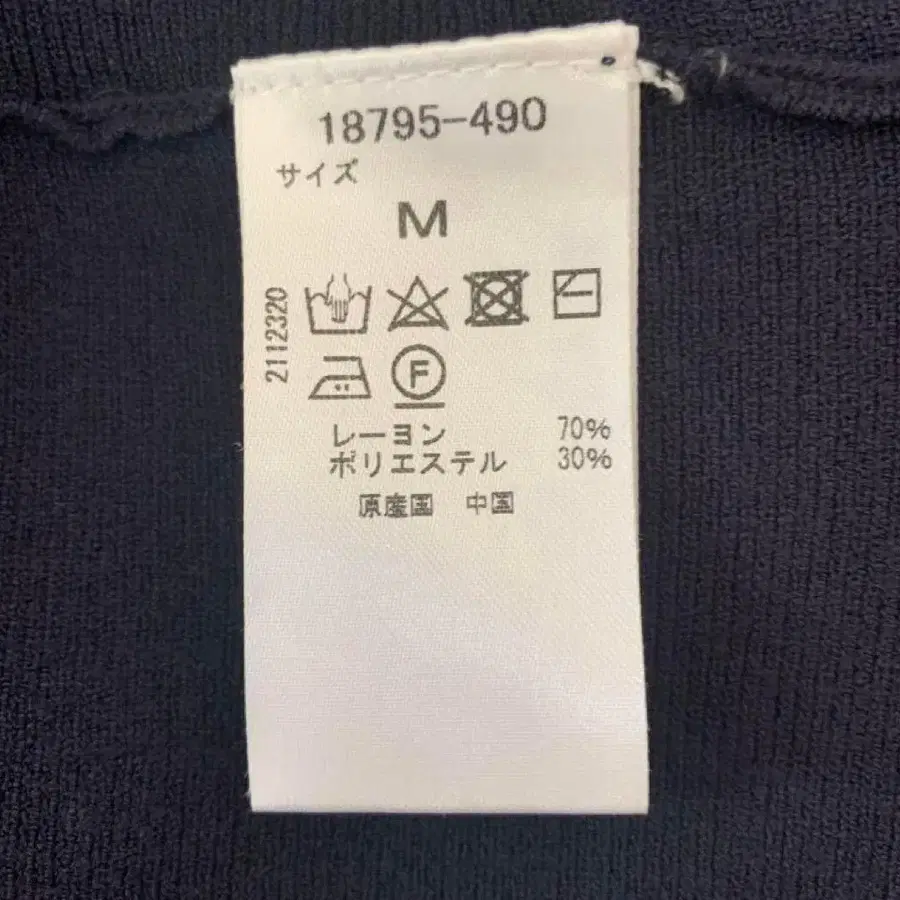 18795-490
サイズ
M
2112320
F
レーヨン 70%
ポリエステル 30%
原産国 中国